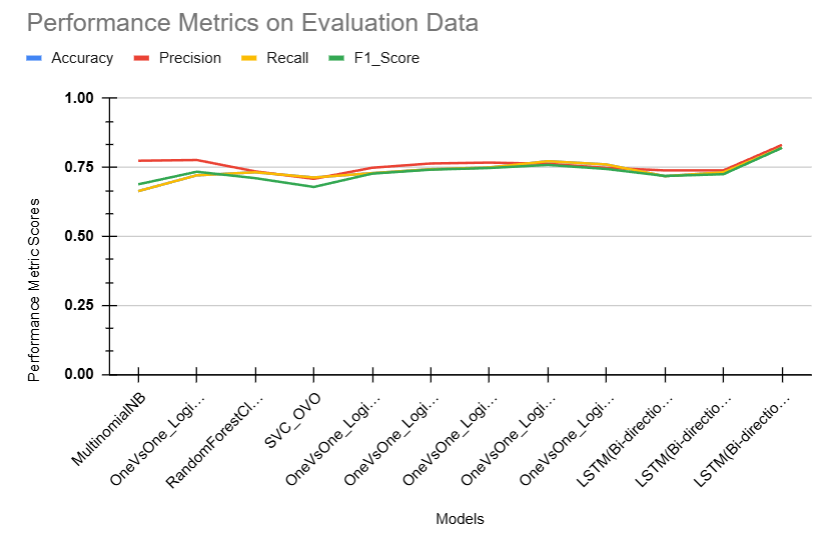 Performance Metrics on Evaluation Data
Accuracy Precision Recall F1_Score
1.00
0.75
0.50
0.25
0.00
Performance Metric Scores
MultinomialNB
OneVsOne_Logi…
RandomForestCl…
SVC_OVO
OneVsOne_Logi…
OneVsOne_Logi…
OneVsOne_Logi…
OneVsOne_Logi…
OneVsOne_Logi…
LSTM(Bi-directio…
LSTM(Bi-directio…
LSTM(Bi-directio…
Models